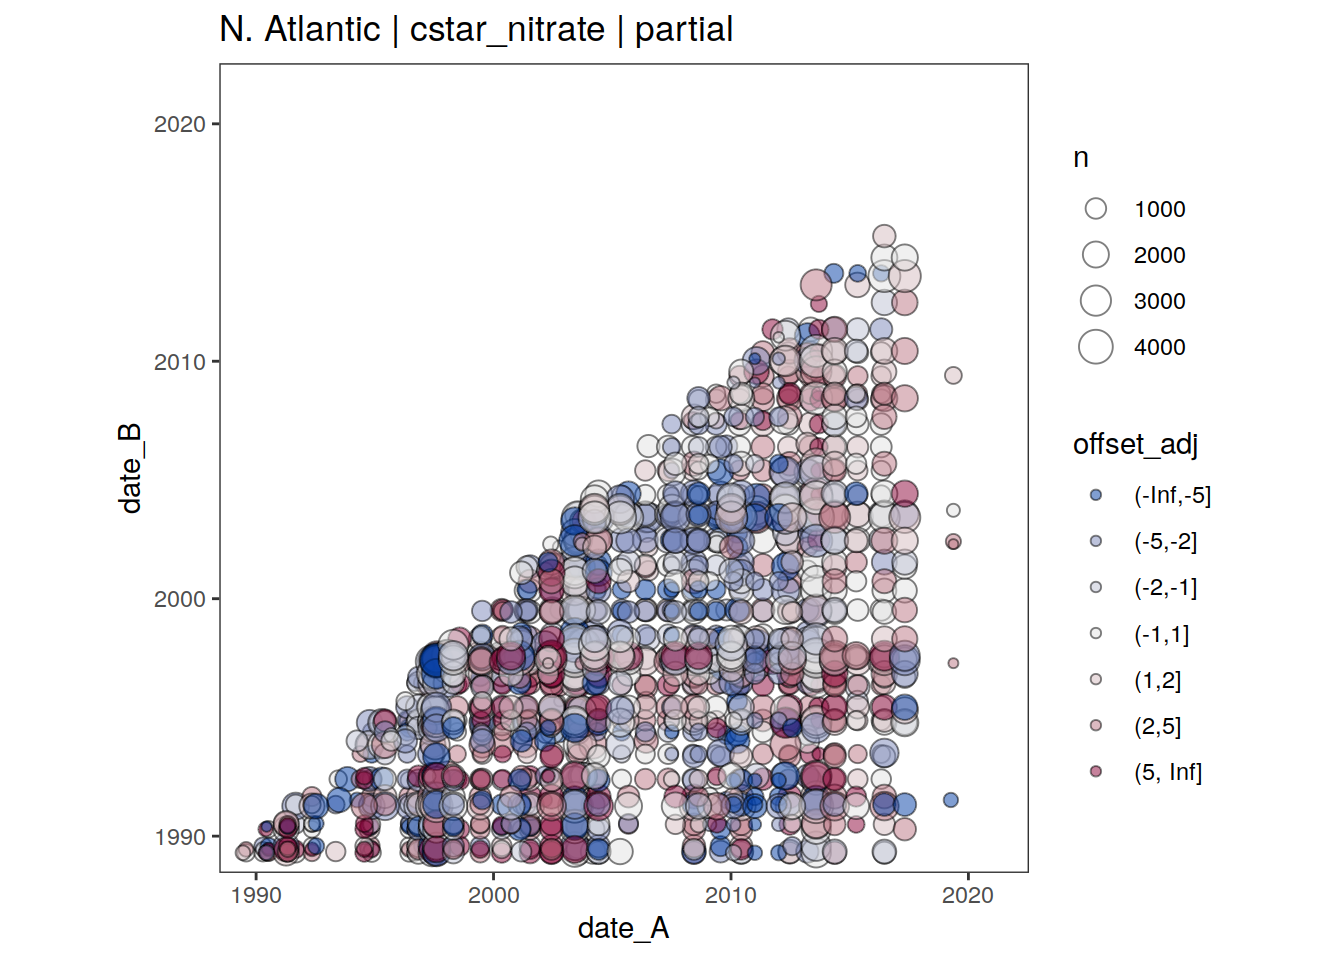 N. Atlantic | cstar_nitrate | partial
2020
2010
2000
1990
date_B
1990
2000
2010
2020
date_A
n
1000
2000
3000
4000
offset_adj
(-Inf,-5]
(-5,-2]
(-2,-1]
(-1,1]
(1,2]
(2,5]
(5, Inf]